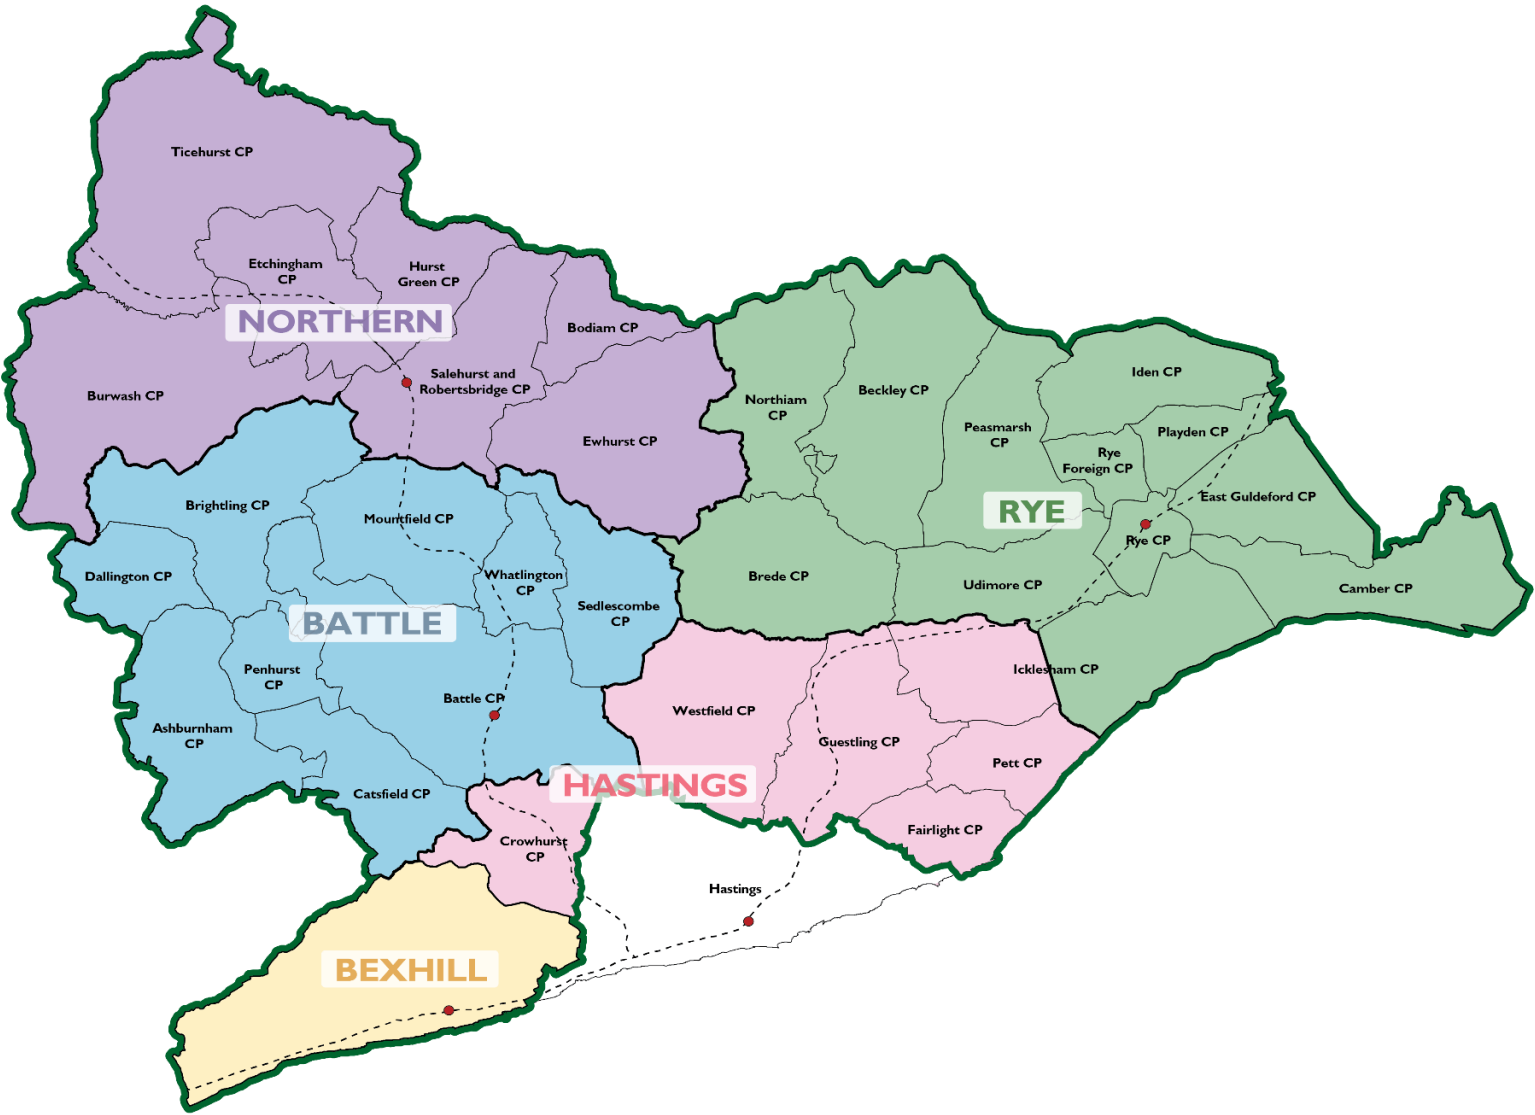 Ticehurst CP
Etchingham
CP
Hurst
Green CP
NORTHERN
Bodiam CP
Salehurst and
Robertsbridge CP
Burwash CP
Ewhurst CP
Northiam
CP
Beckley CP
Iden CP
Peasmarsh
CP
Playden CP
Rye
Foreign CP
East Guldeford CP
RYE
Rye CP
Brede CP
Udimore CP
Camber CP
Brightling CP
Mountfield CP
Dallington CP
Whatlington
CP
Sedlescombe
CP
BATTLE
Penhurst
CP
Battle CP
Ashburnham
CP
Catsfield CP
Icklesham CP
Westfield CP
Guestling CP
Pett CP
HASTINGS
Fairlight CP
Crowhurst
CP
Hastings
BEXHILL